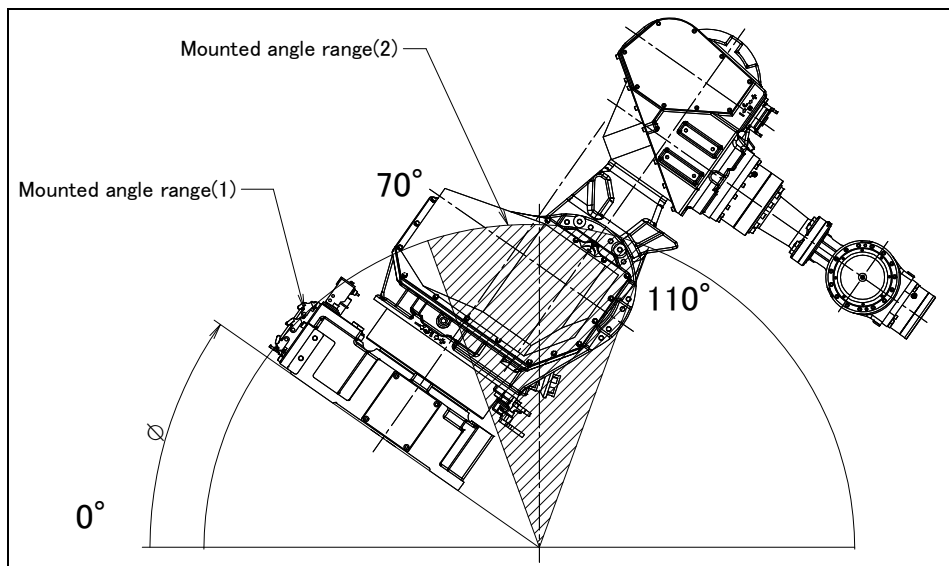 Mounted angle range(2)
Mounted angle range(1)
70°
110°
φ
0°